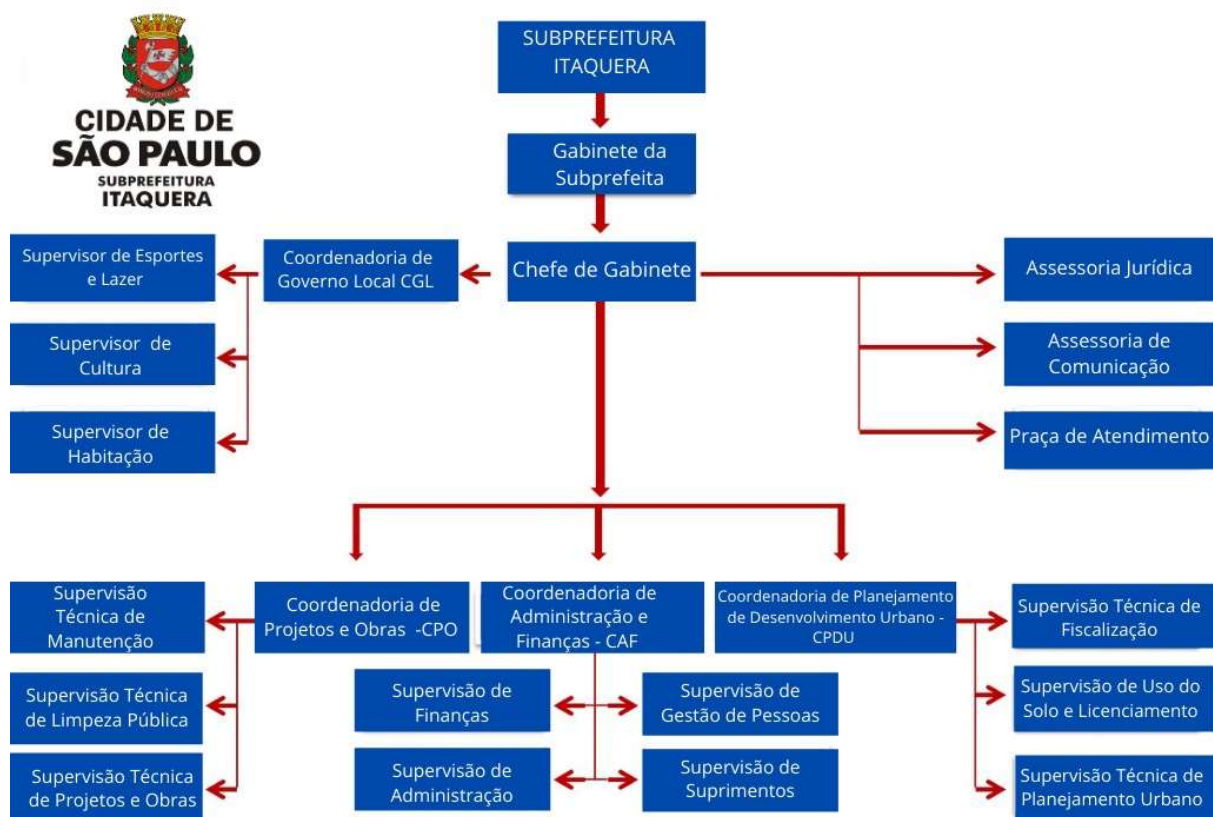 CIDADE DE
SÃO PAULO
SUBPREFEITURA
ITAQUERA
SUBPREFEITURA
ITAQUERA
Gabinete da
Subprefeita
Supervisor de Esportes
e Lazer
Coordenadoria de
Governo Local CGL
Chefe de Gabinete
Assessoria Jurídica
Supervisor de
Cultura
Assessoria de
Comunicação
Supervisor de
Habitação
Praça de Atendimento
Supervisão
Técnica de
Manutenção
Coordenadoria de
Projetos e Obras -CPO
Coordenadoria de
Administração e
Finanças - CAF
Coordenadoria de Planejamento
de Desenvolvimento Urbano -
CPDU
Supervisão Técnica de
Fiscalização
Supervisão Técnica
de Limpeza Pública
Supervisão de
Finanças
Supervisão de
Gestão de Pessoas
Supervisão de Uso do
Solo e Licenciamento
Supervisão Técnica
de Projetos e Obras
Supervisão de
Administração
Supervisão de
Suprimentos
Supervisão Técnica de
Planejamento Urbano